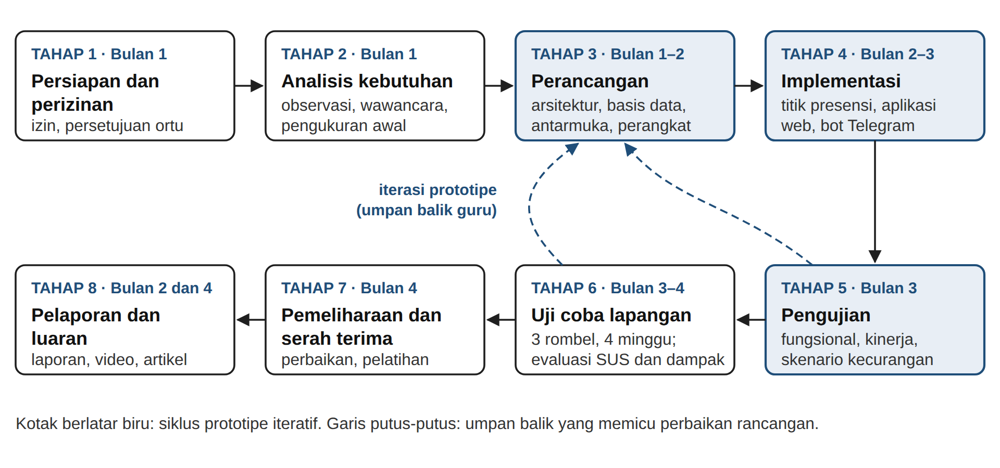 TAHAP 1 · Bulan 1
Persiapan dan
perizinan
izin, persetujuan ortu
TAHAP 2 · Bulan 1
Analisis kebutuhan
observasi, wawancara,
pengukuran awal
TAHAP 3 · Bulan 1–2
Perancangan
arsitektur, basis data,
antarmuka, perangkat
TAHAP 4 · Bulan 2–3
Implementasi
titik presensi, aplikasi
web, bot Telegram
iterasi prototipe
(umpan balik guru)
TAHAP 8 · Bulan 2 dan 4
Pelaporan dan
luaran
laporan, video, artikel
TAHAP 7 · Bulan 4
Pemeliharaan dan
serah terima
perbaikan, pelatihan
TAHAP 6 · Bulan 3–4
Uji coba lapangan
3 rombel, 4 minggu;
evaluasi SUS dan dampak
TAHAP 5 · Bulan 3
Pengujian
fungsional, kinerja,
skenario kecurangan
Kotak berlatar biru: siklus prototipe iteratif. Garis putus-putus: umpan balik yang memicu perbaikan rancangan.